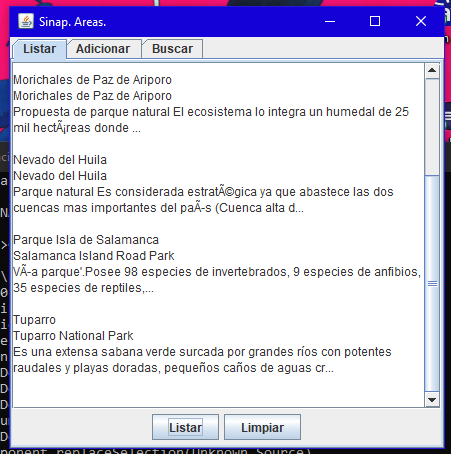 Sinap. Areas.
Listar Adicionar Buscar
Morichales de Paz de Ariporo
Morichales de Paz de Ariporo
Propuesta de parque natural El ecosistema lo integra un humedal de 25
mil hectÃ¡reas donde ...
Nevado del Huila
Nevado del Huila
Parque natural Es considerada estratÃ©gica ya que abastece las dos
cuencas mas importantes del paÃ-s (Cuenca alta d...
Parque Isla de Salamanca
Salamanca Island Road Park
VÃ-a parque'.Posee 98 especies de invertebrados, 9 especies de anfibios,
35 especies de reptiles,...
Tuparro
Tuparro National Park
Es una extensa sabana verde surcada por grandes ríos con potentes
raudales y playas doradas, pequeños caños de aguas cr...
Listar Limpiar
ponent.replaceSelection(Unknown Source)